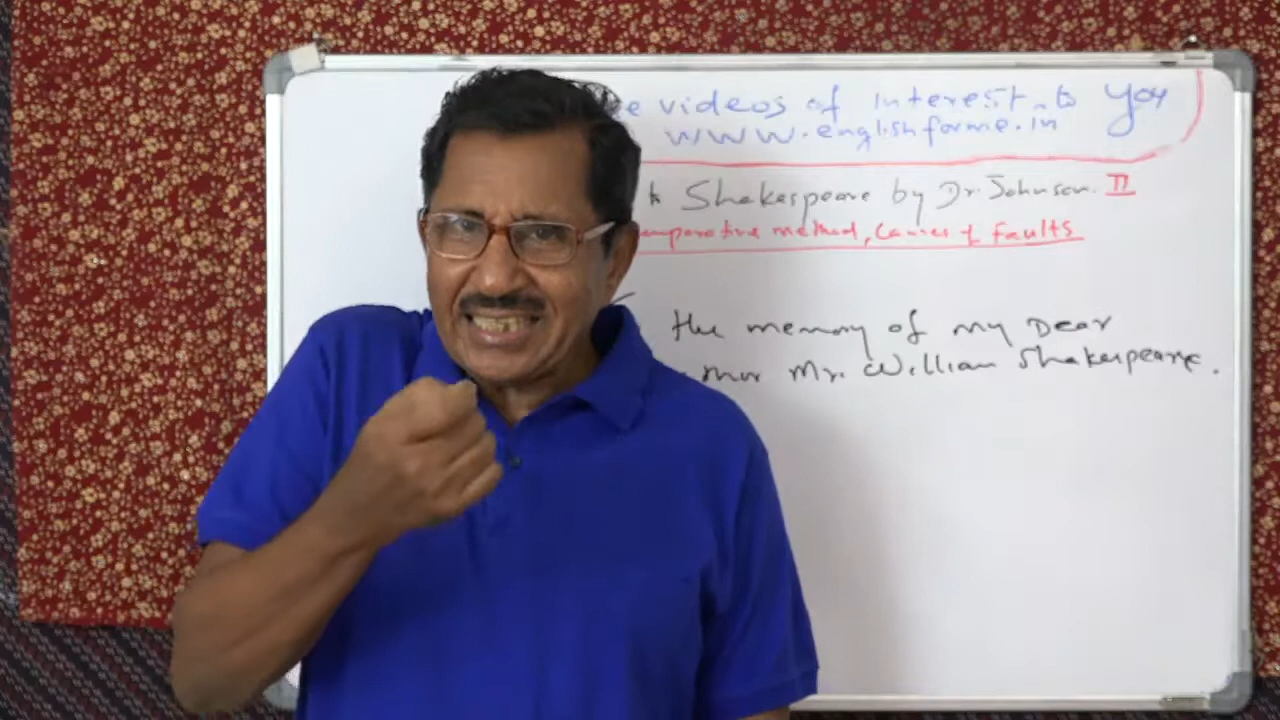 videos of interest to you
www.englishforme.in
Shakespeare by Dr. Johnson. II
method, Causes of Faults
the memory of my Dear
Mr. William Shakespeare.